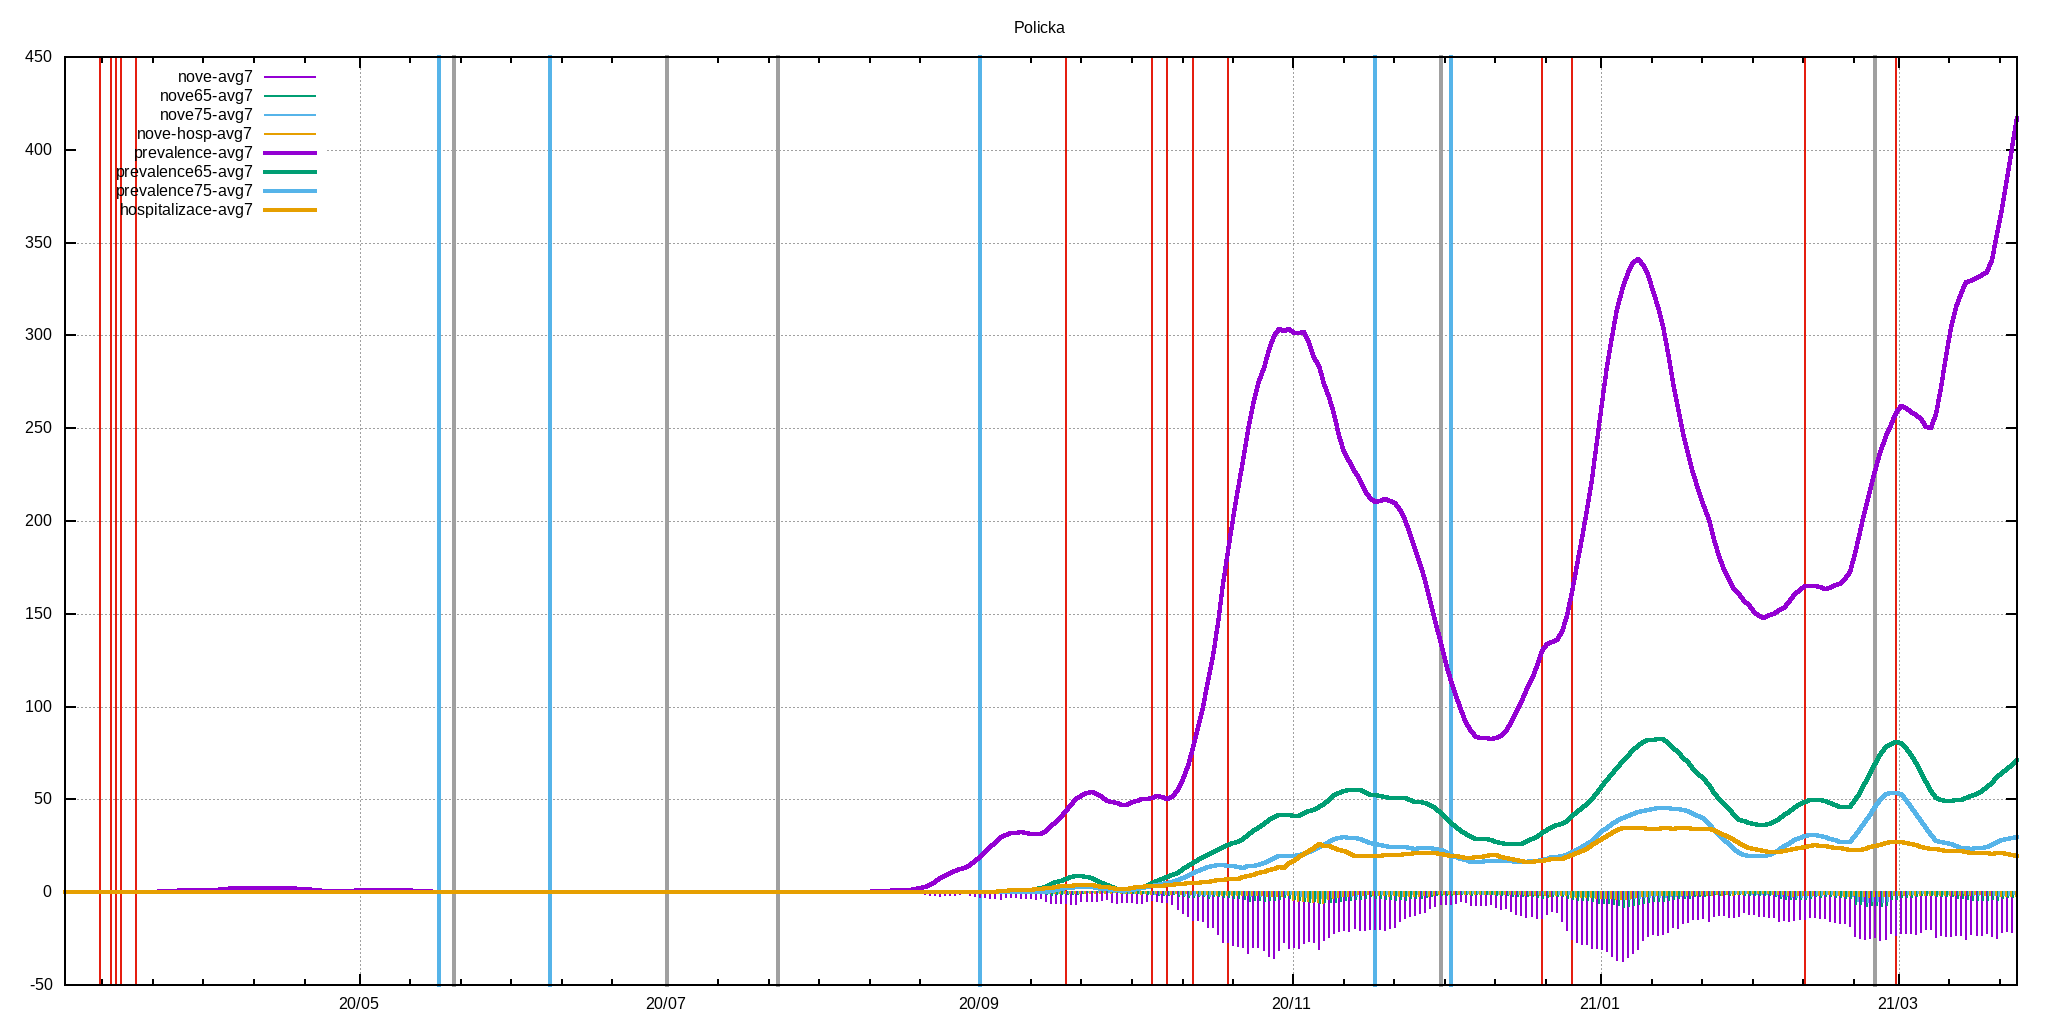 Policka
450
400
350
300
250
200
150
100
50
0
-50
nove-avg7
nove65-avg7
nove75-avg7
nove-hosp-avg7
prevalence-avg7
prevalence65-avg7
prevalence75-avg7
hospitalizace-avg7
20/05 20/07 20/09 20/11 21/01 21/03